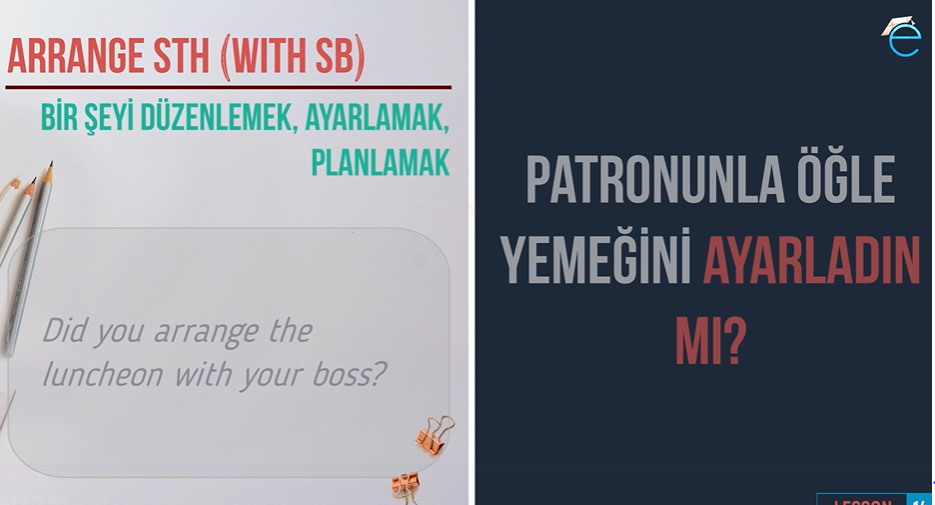 ARRANGE STH (WITH SB)
BİR ŞEYİ DÜZENLEMEK, AYARLAMAK,
PLANLAMAK
Did you arrange the
luncheon with your boss?
PATRONUNLA ÖĞLE
YEMEĞİNİ AYARLADIN
MI?
LESSON